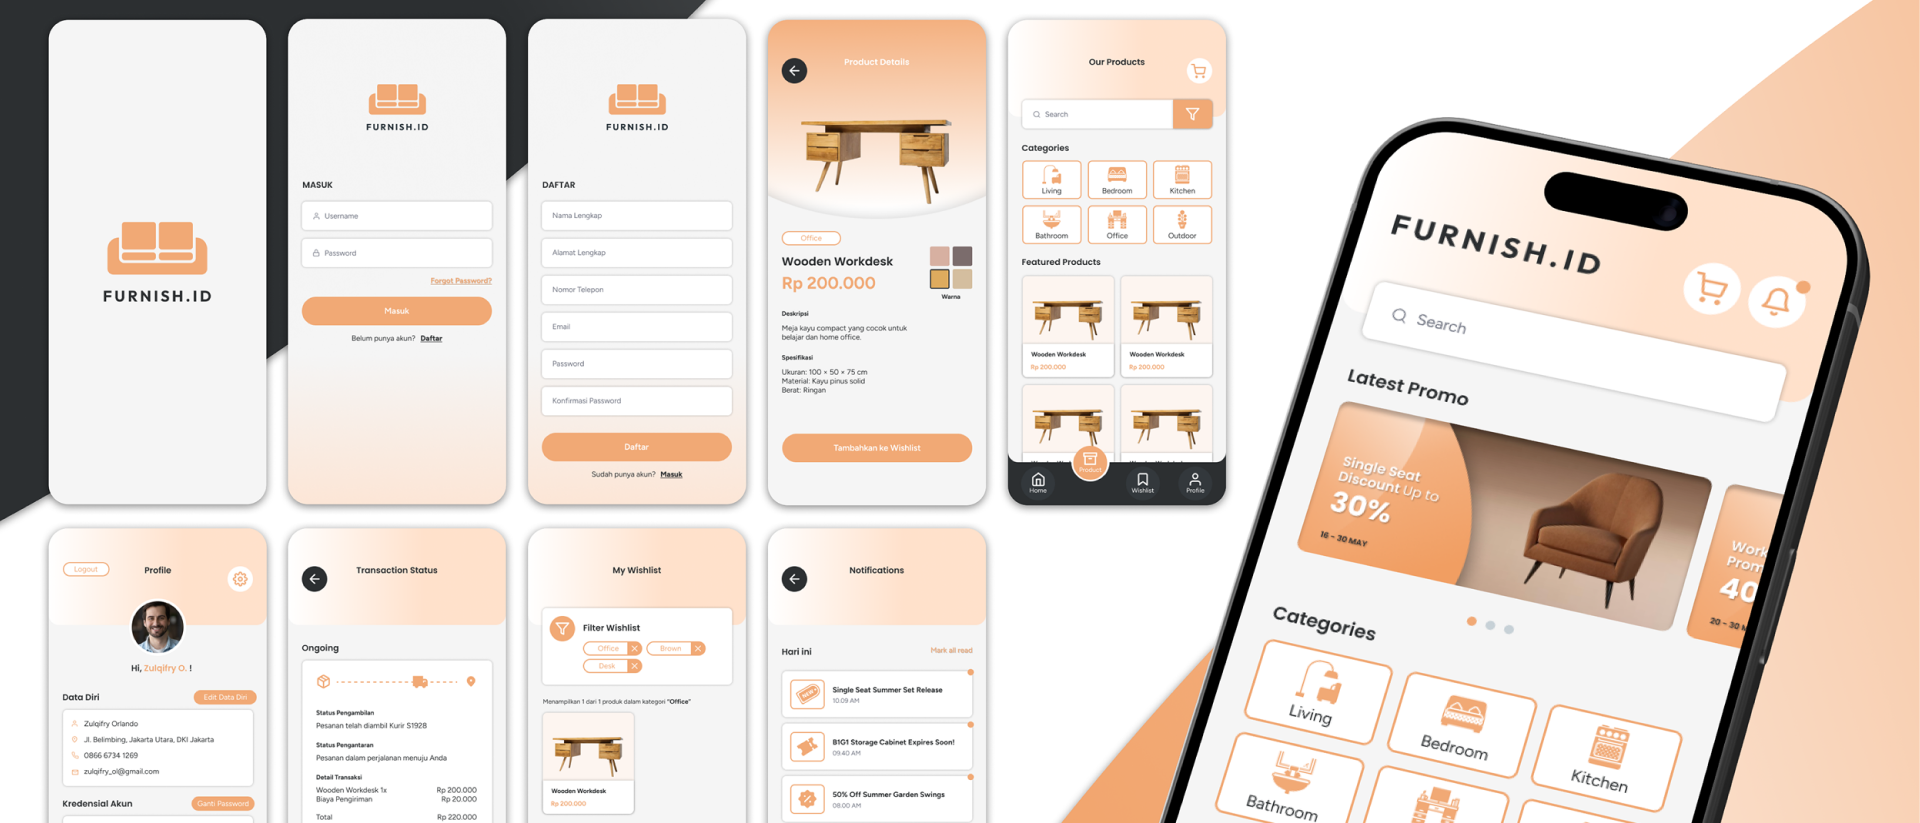 FURNISH.ID
FURNISH.ID
MASUK
Username
Password
Forgot Password?
Masuk
Belum punya akun? Daftar
FURNISH.ID
DAFTAR
Nama Lengkap
Alamat Lengkap
Nomor Telepon
Email
Password
Konfirmasi Password
Daftar
Sudah punya akun? Masuk
Product Details
Office
Wooden Workdesk
Rp 200.000
Warna
Deskripsi
Meja kayu compact yang cocok untuk
belajar dan home office.
Spesifikasi
Ukuran: 100 × 50 × 75 cm
Material: Kayu pinus solid
Berat: Ringan
Tambahkan ke Wishlist
Our Products
Search
Categories
Living
Bedroom
Kitchen
Bathroom
Office
Outdoor
Featured Products
Wooden Workdesk
Rp 200.000
Wooden Workdesk
Rp 200.000
Home
Product
Wishlist
Profile
Logout
Profile
Hi, Zulqifry O. !
Data Diri
Edit Data Diri
Zulqifry Orlando
Jl. Belimbing, Jakarta Utara, DKI Jakarta
0866 6734 1269
zulqifry_ol@gmail.com
Kredensial Akun
Ganti Password
Transaction Status
Ongoing
Status Pengambilan
Pesanan telah diambil Kurir S1928
Status Pengantaran
Pesanan dalam perjalanan menuju Anda
Detail Transaksi
Wooden Workdesk 1x Rp 200.000
Biaya Pengiriman Rp 20.000
Total Rp 220.000
My Wishlist
Filter Wishlist
Office
Brown
Desk
Menampilkan 1 dari 1 produk dalam kategori "Office"
Wooden Workdesk
Rp 200.000
Notifications
Hari ini
Mark all read
Single Seat Summer Set Release
10.09 AM
B1G1 Storage Cabinet Expires Soon!
09.40 AM
50% Off Summer Garden Swings
08.00 AM
FURNISH.ID
Search
Latest Promo
Single Seat
Discount Up to
30%
16 - 30 MAY
Work
Prom
40
20 - 30
Categories
Living
Bedroom
Kitchen
Bathroom